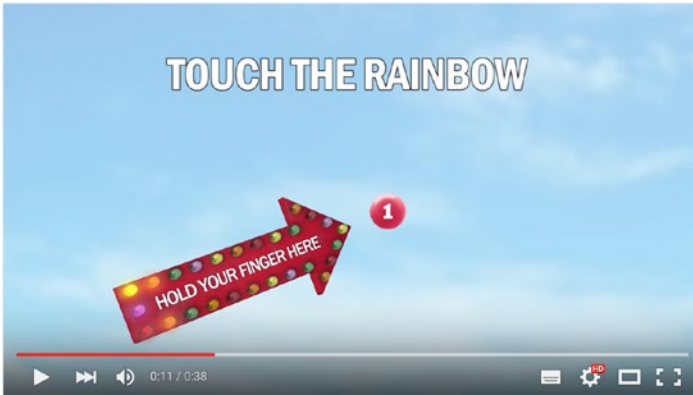 TOUCH THE RAINBOW
1
HOLD YOUR FINGER HERE
0:11 / 0:38
HD